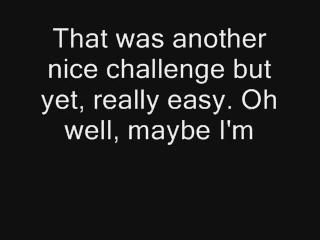 That was another
nice challenge but
yet, really easy. Oh
well, maybe I'm